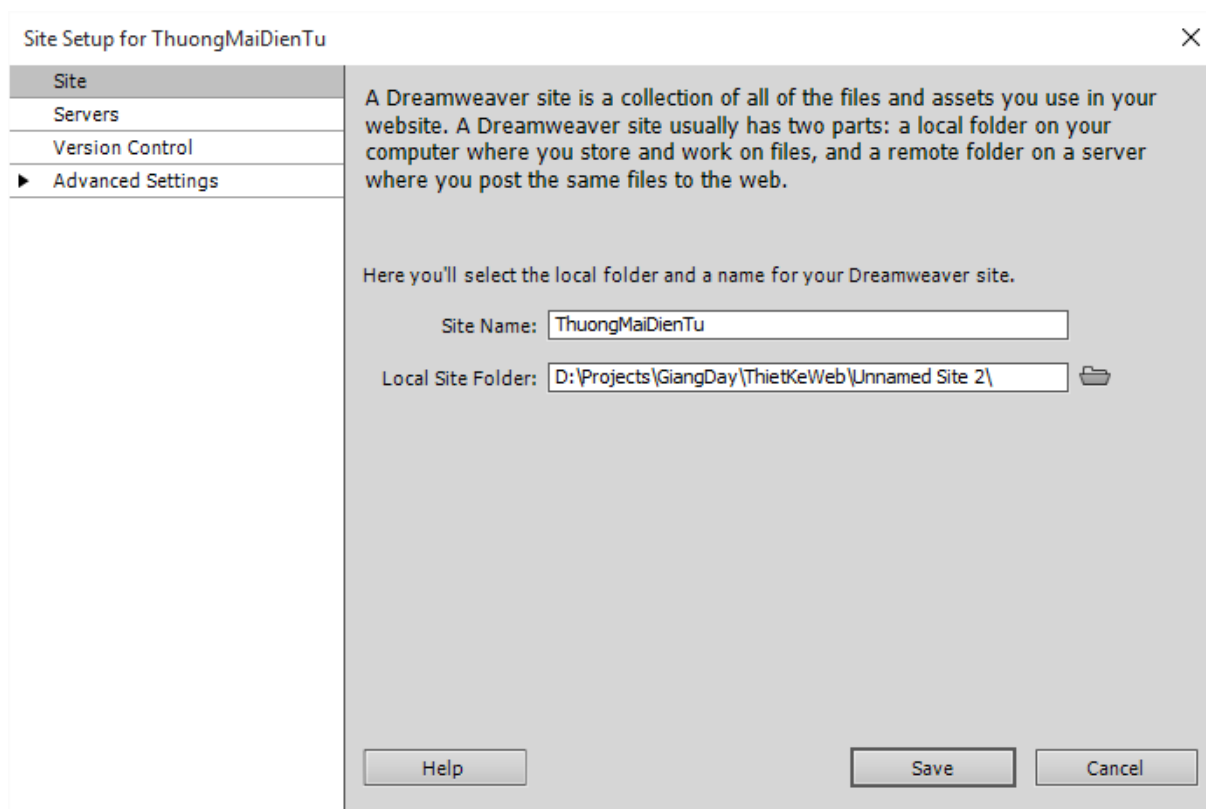 Site Setup for ThuongMaiDienTu
Site
Servers
Version Control
Advanced Settings
A Dreamweaver site is a collection of all of the files and assets you use in your
website. A Dreamweaver site usually has two parts: a local folder on your
computer where you store and work on files, and a remote folder on a server
where you post the same files to the web.
Here you'll select the local folder and a name for your Dreamweaver site.
Site Name: ThuongMaiDienTu
Local Site Folder: D:\Projects\GiangDay\ThietKeWeb\Unnamed Site 2\
Help Save Cancel